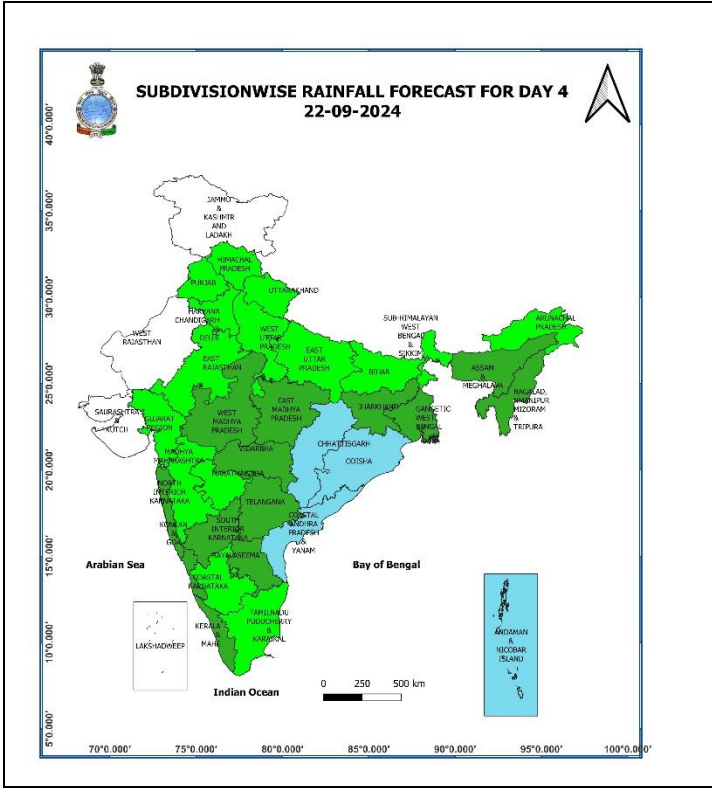 SUBDIVISIONWISE RAINFALL FORECAST FOR DAY 4
22-09-2024
40°0.000'
35°0.000'
30°0.000'
25°0.000'
20°0.000'
15°0.000'
10°0.000'
5°0.000'
JAMMU
&
KASHMIR
AND
LADAKH
HIMACHAL
PRADESH
PUNJAB
UTTARAKHAND
HARYANA
CHANDIGARH
DELHI
WEST
RAJASTHAN
WEST
UTTAR
PRADESH
EAST
UTTAR
PRADESH
EAST
RAJASTHAN
SUB-HIMALAYAN
WEST
BENGAL
&
SIKKIM
ARUNACHAL
PRADESH
BIHAR
ASSAM
&
MEGHALAYA
NAGALAD,
MANIPUR
MIZORAM
&
TRIPURA
SAURASHTRA
&
KUTCH
GUJARAT
REGION
WEST
MADHYA
PRADESH
EAST
MADHYA
PRADESH
JHARKHAND
GANGETIC
WEST
BENGAL
CHHATTISGARH
ODISHA
VIDARBHA
MADHYA
MAHARASHTRA
MARATHAWADA
NORTH
INTERIOR
KARNATAKA
TELANGANA
KONKAN
&
GOA
SOUTH
INTERIOR
KARNATAKA
COASTAL
ANDHRA
PRADESH
&
YANAM
RAYALASEEMA
COASTAL
KARNATAKA
TAMILNADU
PUDUCHERRY
&
KARAIKAL
KERALA
&
MAHE
LAKSHADWEEP
ANDAMAN
&
NICOBAR
ISLAND
Arabian Sea
Bay of Bengal
Indian Ocean
0 250 500 km
70°0.000' 75°0.000' 80°0.000' 85°0.000' 90°0.000' 95°0.000' 100°0.000'